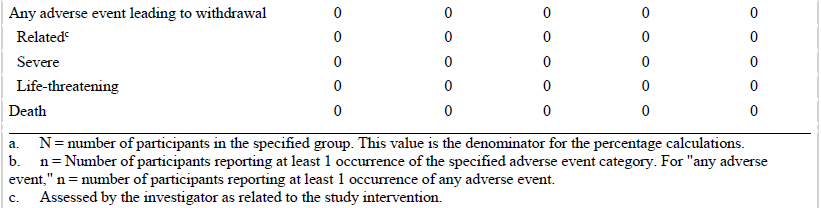 Any adverse event leading to withdrawal 0 0 0 0 0
Relatedᶜ 0 0 0 0 0
Severe 0 0 0 0 0
Life-threatening 0 0 0 0 0
Death 0 0 0 0 0
a. N = number of participants in the specified group. This value is the denominator for the percentage calculations.
b. n = Number of participants reporting at least 1 occurrence of the specified adverse event category. For "any adverse
event," n = number of participants reporting at least 1 occurrence of any adverse event.
c. Assessed by the investigator as related to the study intervention.